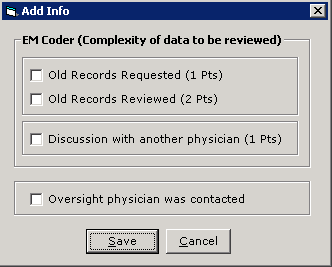 Add Info
EM Coder (Complexity of data to be reviewed)
Old Records Requested (1 Pts)
Old Records Reviewed (2 Pts)
Discussion with another physician (1 Pts)
Oversight physician was contacted
Save Cancel